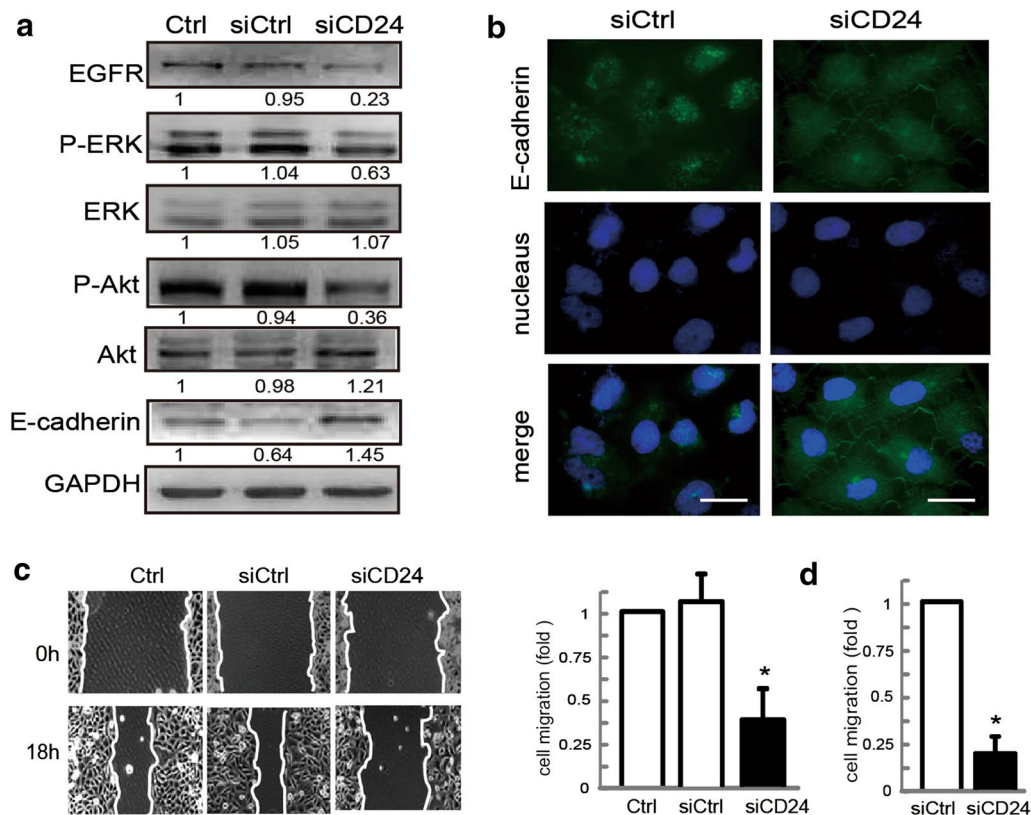 a
Ctrl siCtrl siCD24
EGFR
1 0.95 0.23
P-ERK
1 1.04 0.63
ERK
1 1.05 1.07
P-Akt
1 0.94 0.36
Akt
1 0.98 1.21
E-cadherin
1 0.64 1.45
GAPDH
b
siCtrl siCD24
E-cadherin
nucleaus
merge
c
Ctrl siCtrl siCD24
0h
18h
cell migration (fold)
1
0.75
0.5
0.25
0
*
Ctrl siCtrl siCD24
d
cell migration (fold)
1
0.75
0.5
0.25
0
*
siCtrl siCD24